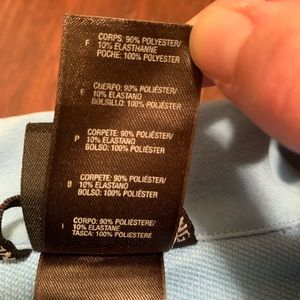 F CORPS: 90% POLYESTER/
10% ELASTHANNE
POCHE: 100% POLYESTER
E CUERPO: 90% POLIÉSTER/
10% ELASTANO
BOLSILLO: 100% POLIÉSTER
P CORPETE: 90% POLIÉSTER/
10% ELASTANO
BOLSO: 100% POLIÉSTER
B CORPETE: 90% POLIÉSTER/
10% ELASTANO
BOLSO: 100% POLIÉSTER
I CORPO: 90% POLIESTERE/
10% ELASTANE
TASCA: 100% POLIESTERE